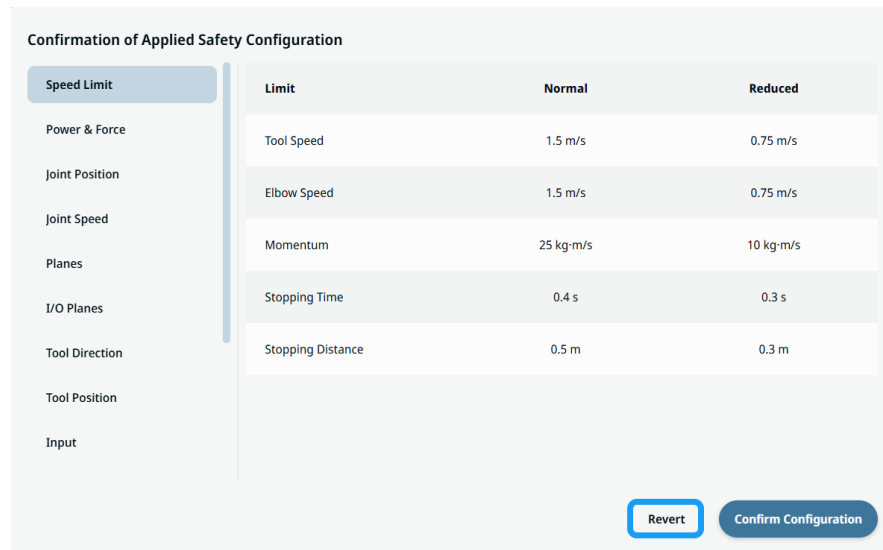 Confirmation of Applied Safety Configuration
Speed Limit
Power & Force
Joint Position
Joint Speed
Planes
I/O Planes
Tool Direction
Tool Position
Input
Limit Normal Reduced
Tool Speed 1.5 m/s 0.75 m/s
Elbow Speed 1.5 m/s 0.75 m/s
Momentum 25 kg·m/s 10 kg·m/s
Stopping Time 0.4 s 0.3 s
Stopping Distance 0.5 m 0.3 m
Revert Confirm Configuration